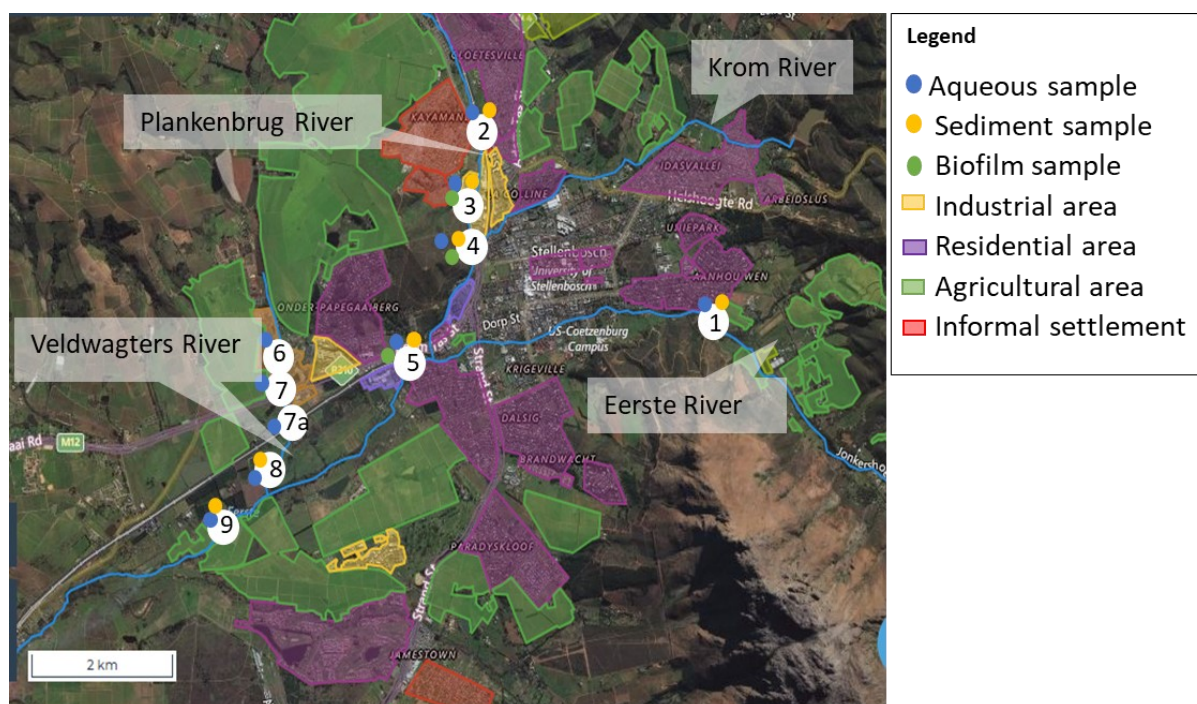 Legend
Aqueous sample
Sediment sample
Biofilm sample
Industrial area
Residential area
Agricultural area
Informal settlement
Krom River
Plankenbrug River
Veldwagters River
Eerste River
2
3
4
IDASVALLEI
Helshoogte Rd
Stellenbosch
University of
Stellenbosch
ONDER-PAPEGAAIBERG
Dorp St
US-Coetzenburg
Campus
1
5
6
7
7a
8
9
KRIGEVILLE
Strand St
DALSIG
BRANDWACHT
M12
PARADYSKLOOF
Strand St
JAMESTOWN
2 km